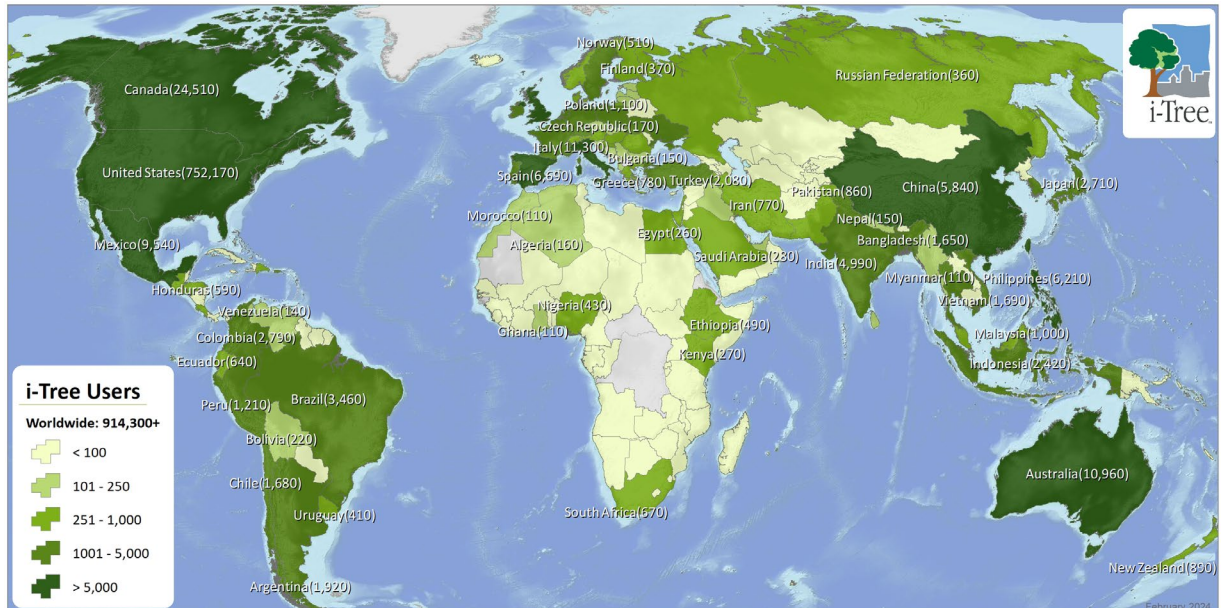 Norway(510)
Finland(370)
Russian Federation(360)
Canada(24,510)
Poland(1,100)
i-Tree
Czech Republic(170)
Italy(11,300)
Bulgaria(150)
United States(752,170)
Spain(6,690)
Greece(780)
Turkey(2,080)
Pakistan(860)
China(5,840)
Japan(2,710)
Iran(770)
Morocco(110)
Nepal(150)
Mexico(9,540)
Algeria(160)
Egypt(260)
Bangladesh(1,650)
Saudi Arabia(280)
India(4,990)
Myanmar(110)
Philippines(6,210)
Honduras(590)
Vietnam(1,690)
Venezuela(140)
Nigeria(430)
Ghana(110)
Ethiopia(490)
Colombia(2,790)
Malaysia(1,000)
Ecuador(640)
Kenya(270)
Indonesia(2,420)
i-Tree Users
Worldwide: 914,300+
< 100
101 - 250
251 - 1,000
1001 - 5,000
> 5,000
Peru(1,210)
Brazil(3,460)
Bolivia(220)
Australia(10,960)
Chile(1,680)
Uruguay(410)
South Africa(670)
New Zealand(890)
Argentina(1,920)
February 2024